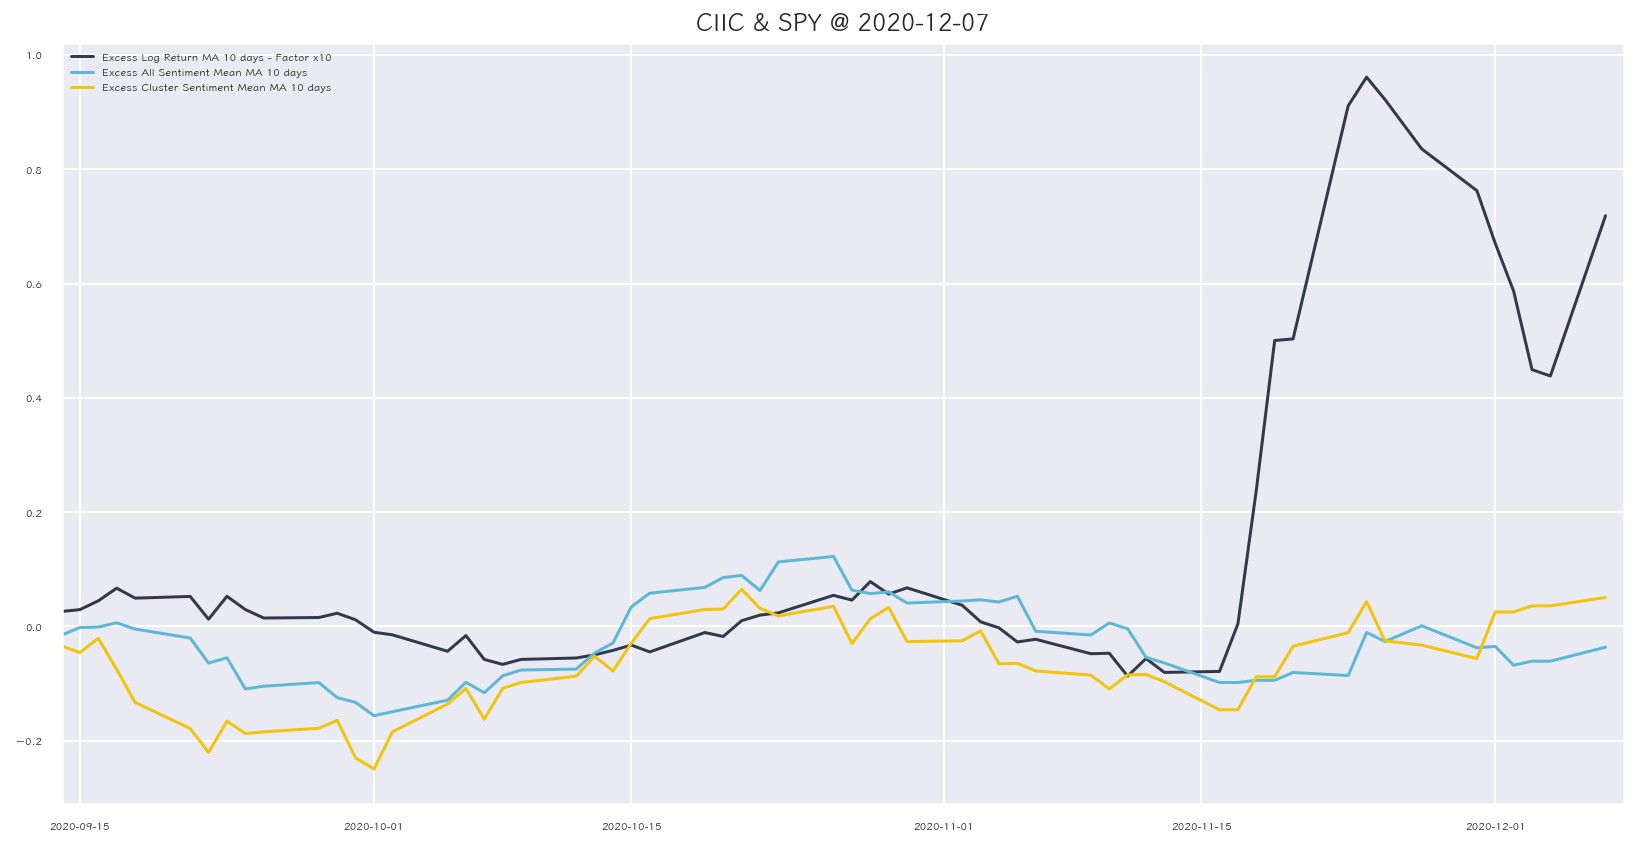 CIIC & SPY @ 2020-12-07
Excess Log Return MA 10 days - Factor x10
Excess All Sentiment Mean MA 10 days
Excess Cluster Sentiment Mean MA 10 days
1.0
0.8
0.6
0.4
0.2
0.0
−0.2
2020-09-15 2020-10-01 2020-10-15 2020-11-01 2020-11-15 2020-12-01